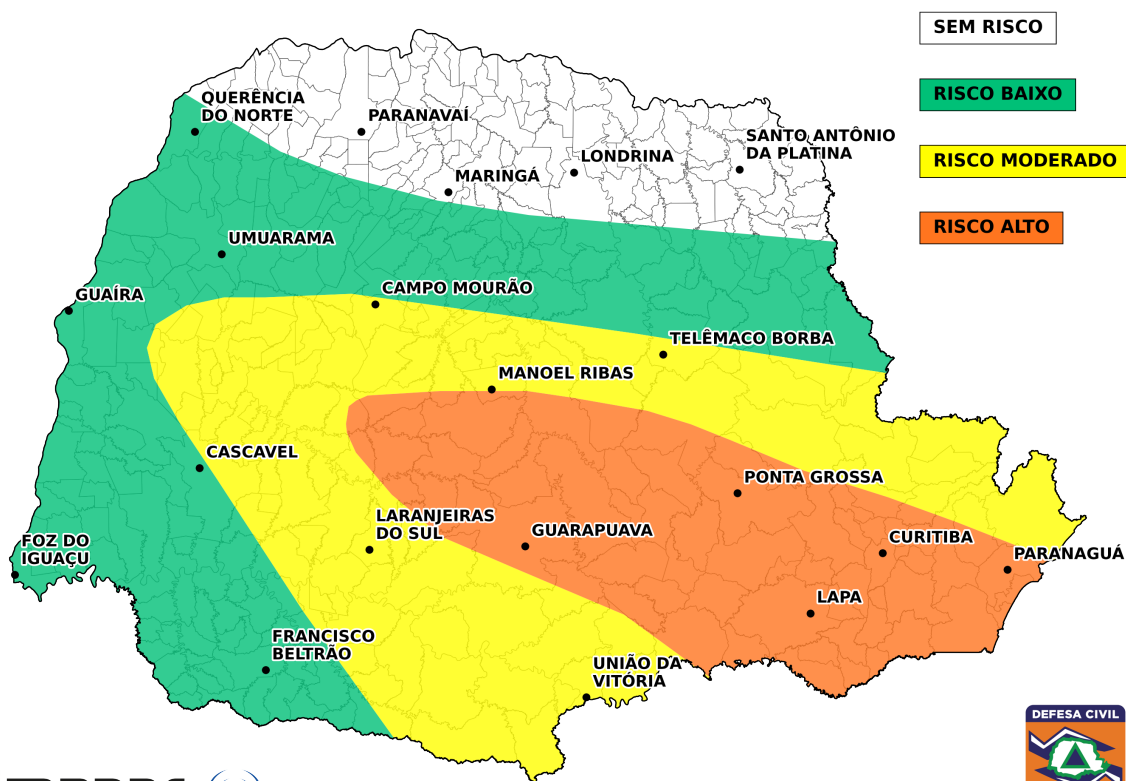 SEM RISCO
RISCO BAIXO
RISCO MODERADO
RISCO ALTO
QUERÊNCIA
DO NORTE
PARANAVAÍ
SANTO ANTÔNIO
DA PLATINA
LONDRINA
MARINGÁ
UMUARAMA
CAMPO MOURÃO
GUAÍRA
TELÊMACO BORBA
MANOEL RIBAS
CASCAVEL
PONTA GROSSA
LARANJEIRAS
DO SUL
GUARAPUAVA
CURITIBA
FOZ DO
IGUAÇU
PARANAGUÁ
LAPA
FRANCISCO
BELTRÃO
UNIÃO DA
VITÓRIA
DEFESA CIVIL